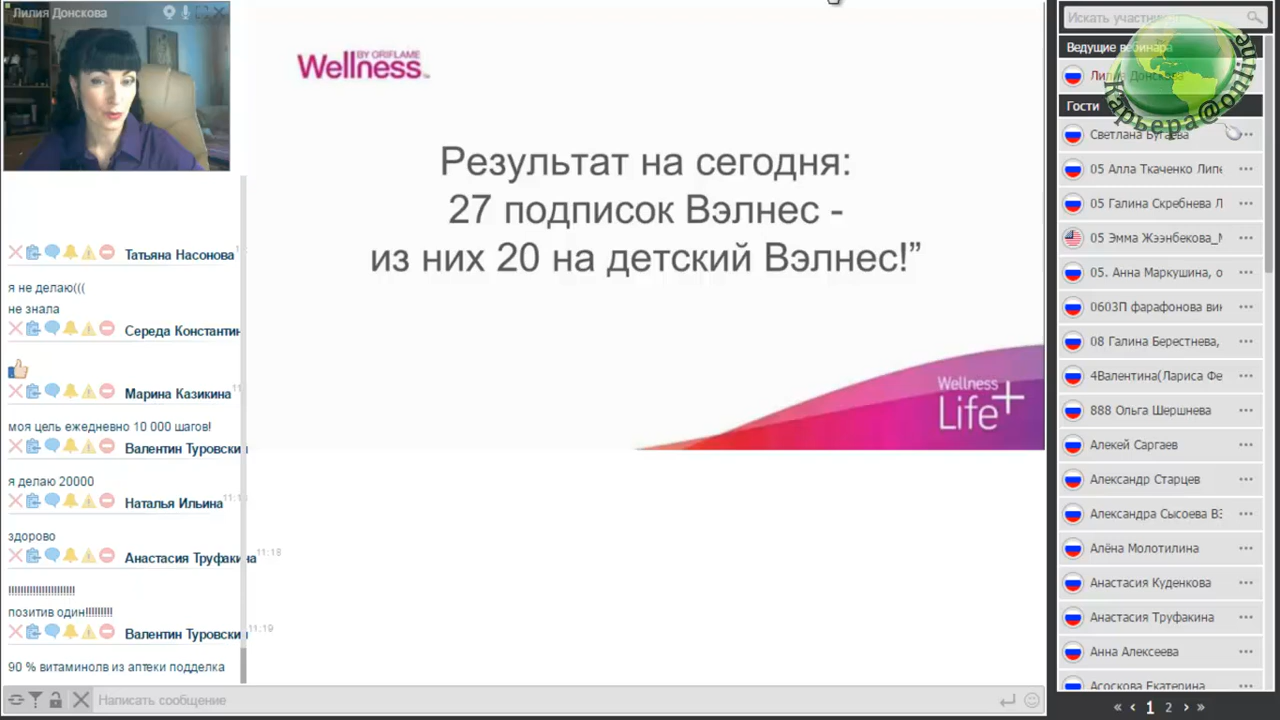 Лилия Донскова
Татьяна Насонова
я не делаю(((
не знала
Середа Константин
Марина Казикина
моя цель ежедневно 10 000 шагов!
Валентин Туровский
я делаю 20000
Наталья Ильина
здорово
Анастасия Труфакина 11:18
!!!!!!!!!!!!!!!!!!!!!!
позитив один!!!!!!!!!
Валентин Туровский 11:19
90 % витаминолв из аптеки подделка
Написать сообщение
BY ORIFLAME
Wellness
Результат на сегодня:
27 подписок Вэлнес -
из них 20 на детский Вэлнес!”
Wellness
Life+
Искать участника
Ведущие вебинара
Лилия Донскова
Карьера@online
Гости
Светлана Бугаева
05 Алла Ткаченко Липе
05 Галина Скребнева Л
05 Эмма Жээнбекова_М
05. Анна Маркушина, о
0603П фарафонова вик
08 Галина Берестнева,
4Валентина(Лариса Фе
888 Ольга Шершнева
Алекей Саргаев
Александр Старцев
Александра Сысоева ВЗ
Алёна Молотилина
Анастасия Куденкова
Анастасия Труфакина
Анна Алексеева
Асоскова Екатерина
« ‹ 1 2 › »